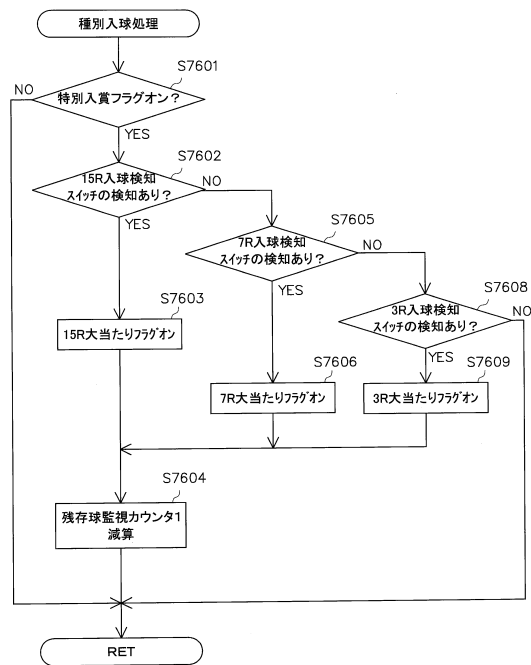 種別入球処理
S7601
NO
特別入賞フラグオン？
YES
S7602
15R入球検知
スイッチの検知あり？
NO
YES
S7605
7R入球検知
スイッチの検知あり？
NO
YES
S7608
3R入球検知
スイッチの検知あり？
NO
YES
S7603
15R大当たりフラグオン
S7606
7R大当たりフラグオン
S7609
3R大当たりフラグオン
S7604
残存球監視カウンタ1
減算
RET